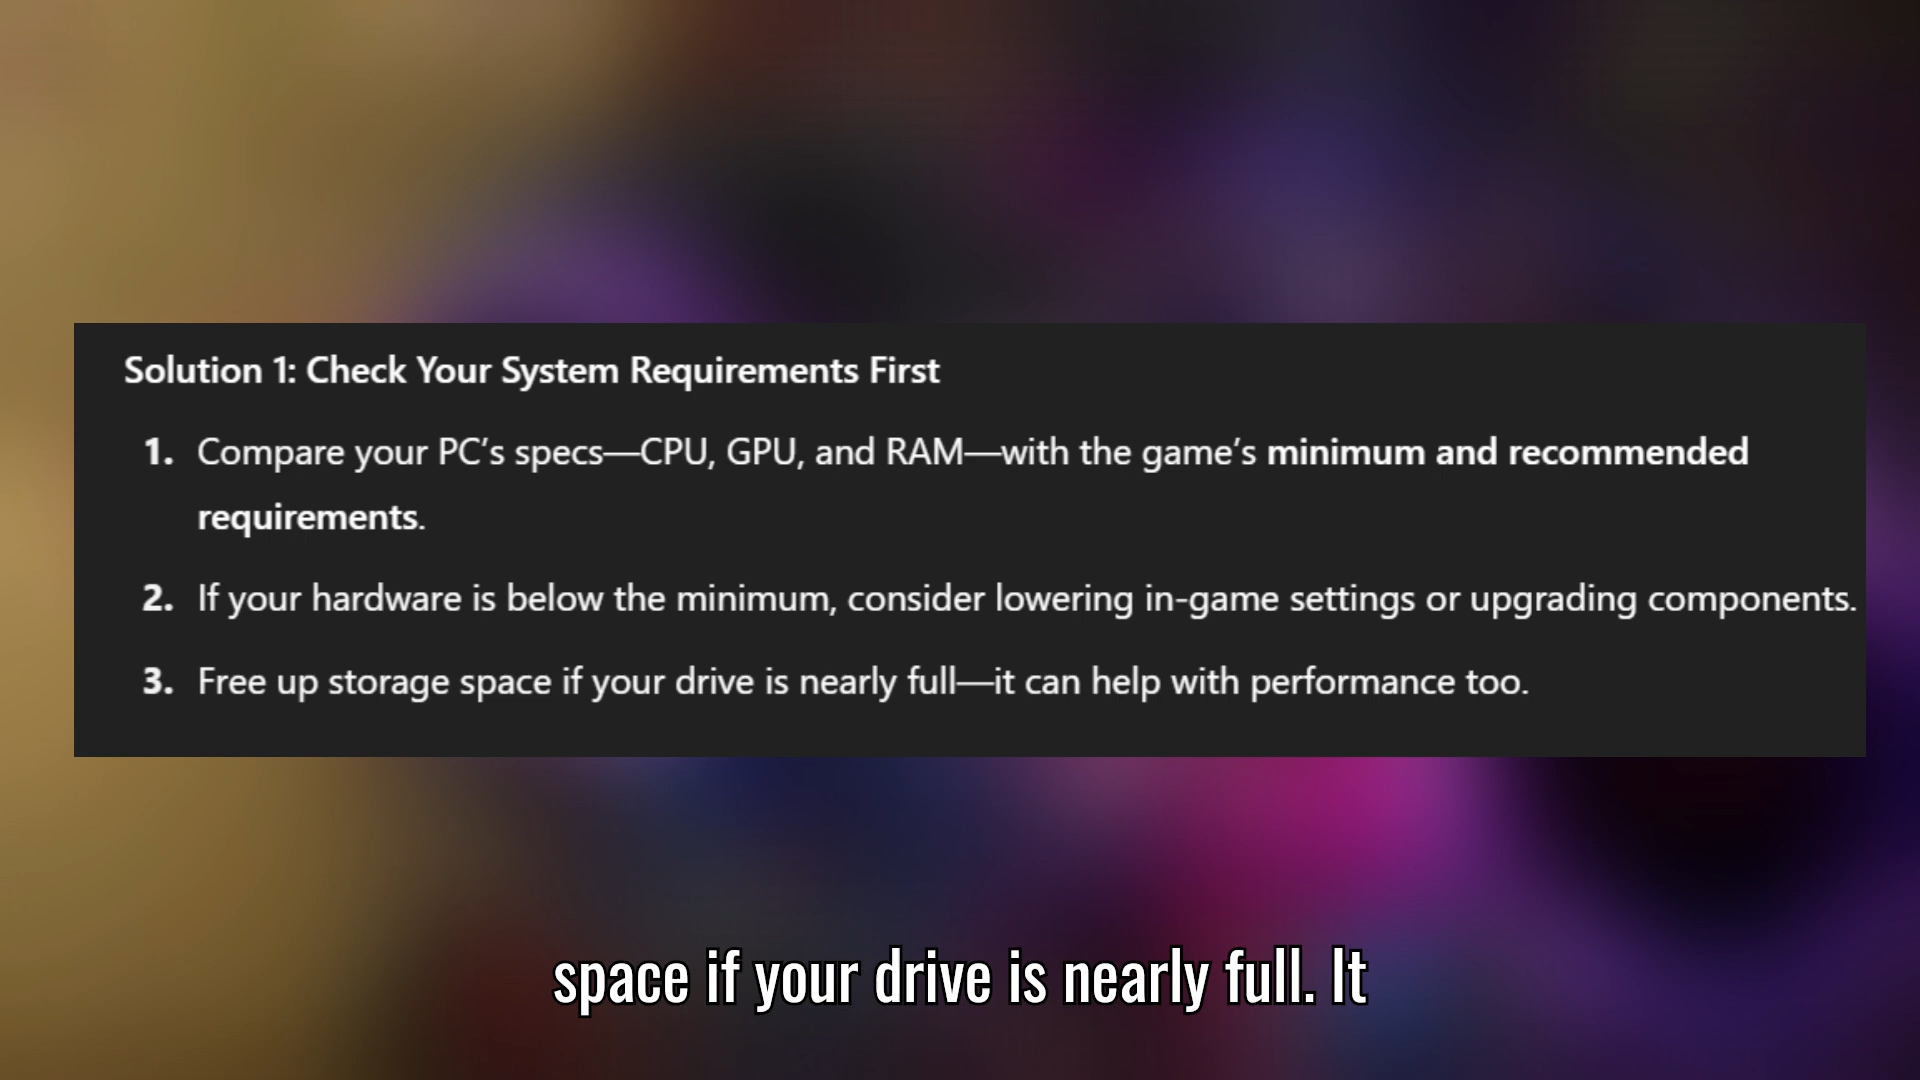 Solution 1: Check Your System Requirements First
1. Compare your PC’s specs—CPU, GPU, and RAM—with the game’s minimum and recommended
requirements.
2. If your hardware is below the minimum, consider lowering in-game settings or upgrading components.
3. Free up storage space if your drive is nearly full—it can help with performance too.
space if your drive is nearly full. It